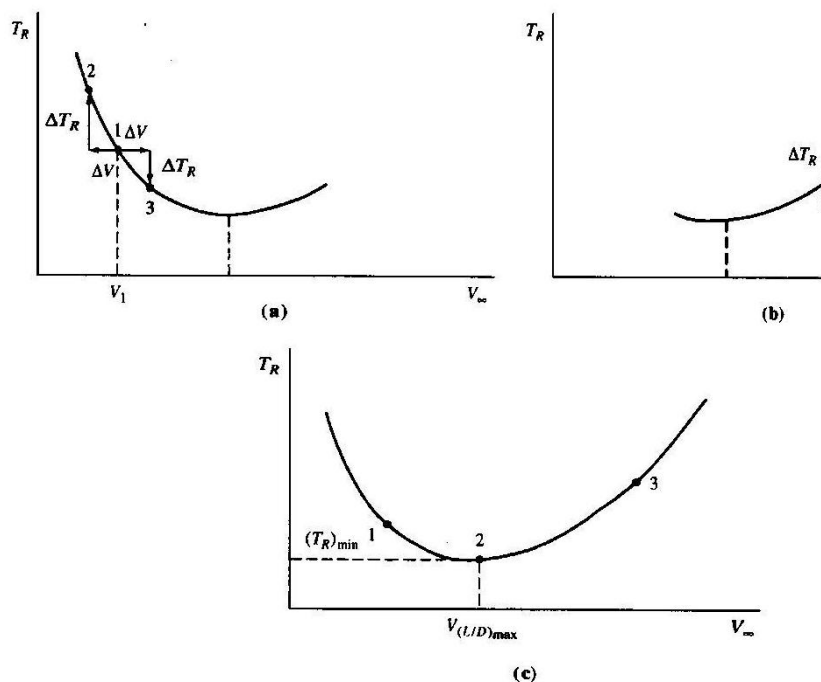 T_R
2
ΔT_R
1 ΔV
ΔV
ΔT_R
3
V_1
V_∞
(a)
T_R
ΔT_R
(b)
T_R
(T_R)_min
1
2
3
V_(L/D)max
V_∞
(c)